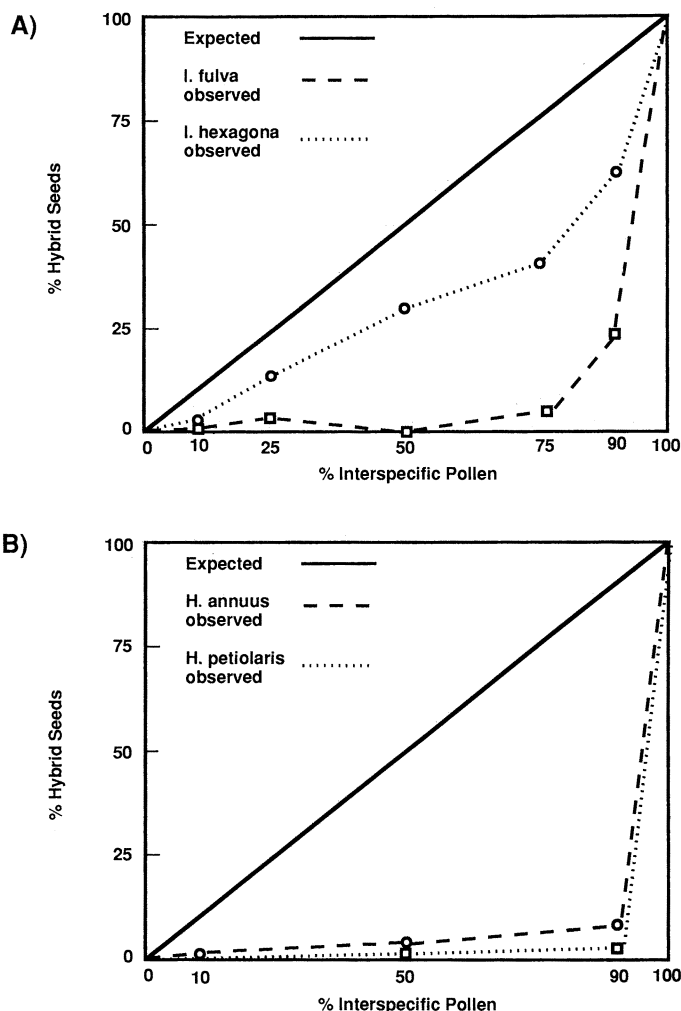 A)
100
75
50
25
0
% Hybrid Seeds
Expected
I. fulva
observed
I. hexagona
observed
0 10 25 50 75 90 100
% Interspecific Pollen
B)
100
75
50
25
0
% Hybrid Seeds
Expected
H. annuus
observed
H. petiolaris
observed
0 10 50 90 100
% Interspecific Pollen